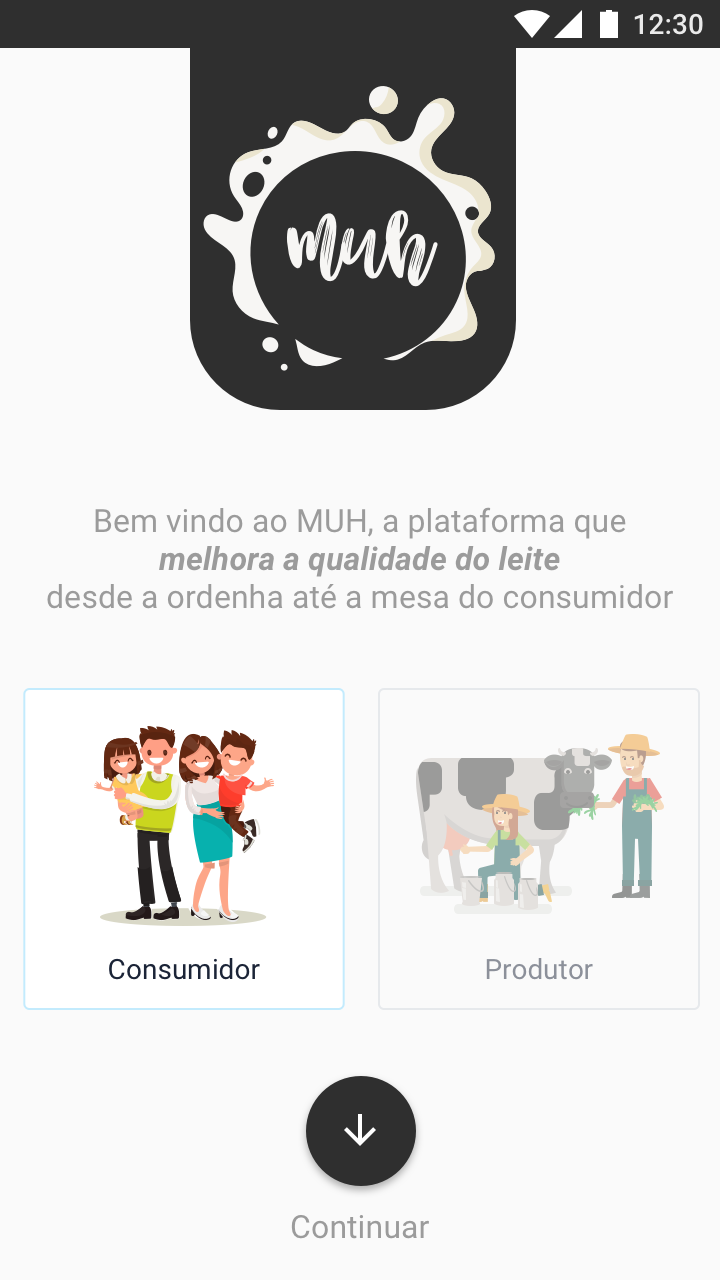 12:30
muh
Bem vindo ao MUH, a plataforma que
melhora a qualidade do leite
desde a ordenha até a mesa do consumidor
Consumidor
Produtor
Continuar